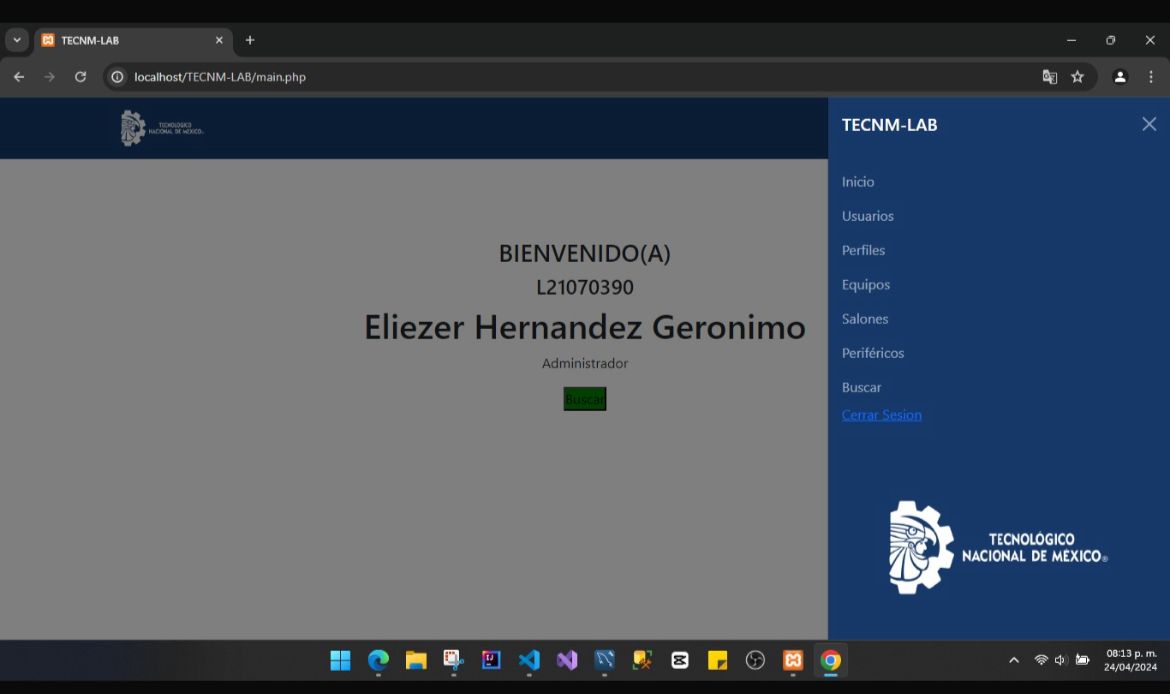 TECNM-LAB
localhost/TECNM-LAB/main.php
TECNOLÓGICO
NACIONAL DE MÉXICO®
TECNM-LAB
Inicio
Usuarios
Perfiles
Equipos
Salones
Periféricos
Buscar
Cerrar Sesion
BIENVENIDO(A)
L21070390
Eliezer Hernandez Geronimo
Administrador
Buscar
TECNOLÓGICO
NACIONAL DE MÉXICO®
08:13 p. m.
24/04/2024